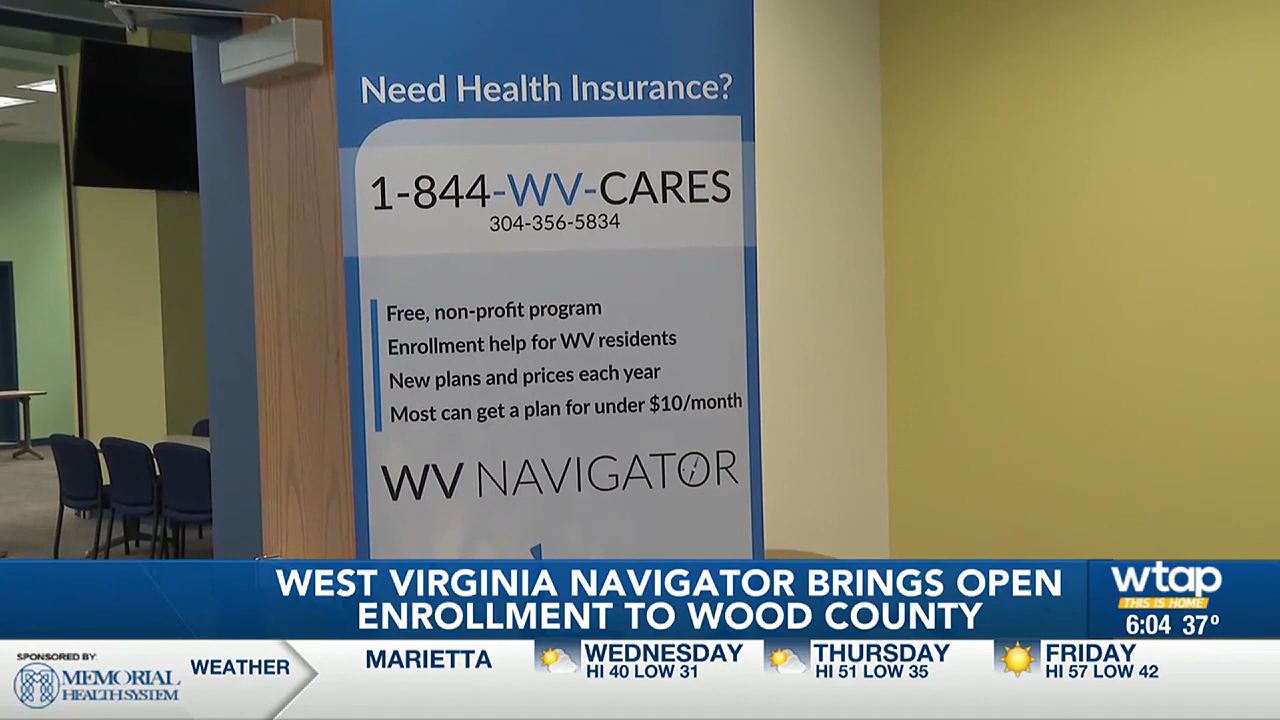 Need Health Insurance?
1-844-WV-CARES
304-356-5834
Free, non-profit program
Enrollment help for WV residents
New plans and prices each year
Most can get a plan for under $10/month
WV NAVIGATOR
WEST VIRGINIA NAVIGATOR BRINGS OPEN
ENROLLMENT TO WOOD COUNTY
wtap
THIS IS HOME
6:04 37°
SPONSORED BY:
MEMORIAL
HEALTH SYSTEM
WEATHER
MARIETTA
WEDNESDAY
HI 40 LOW 31
THURSDAY
HI 51 LOW 35
FRIDAY
HI 57 LOW 42